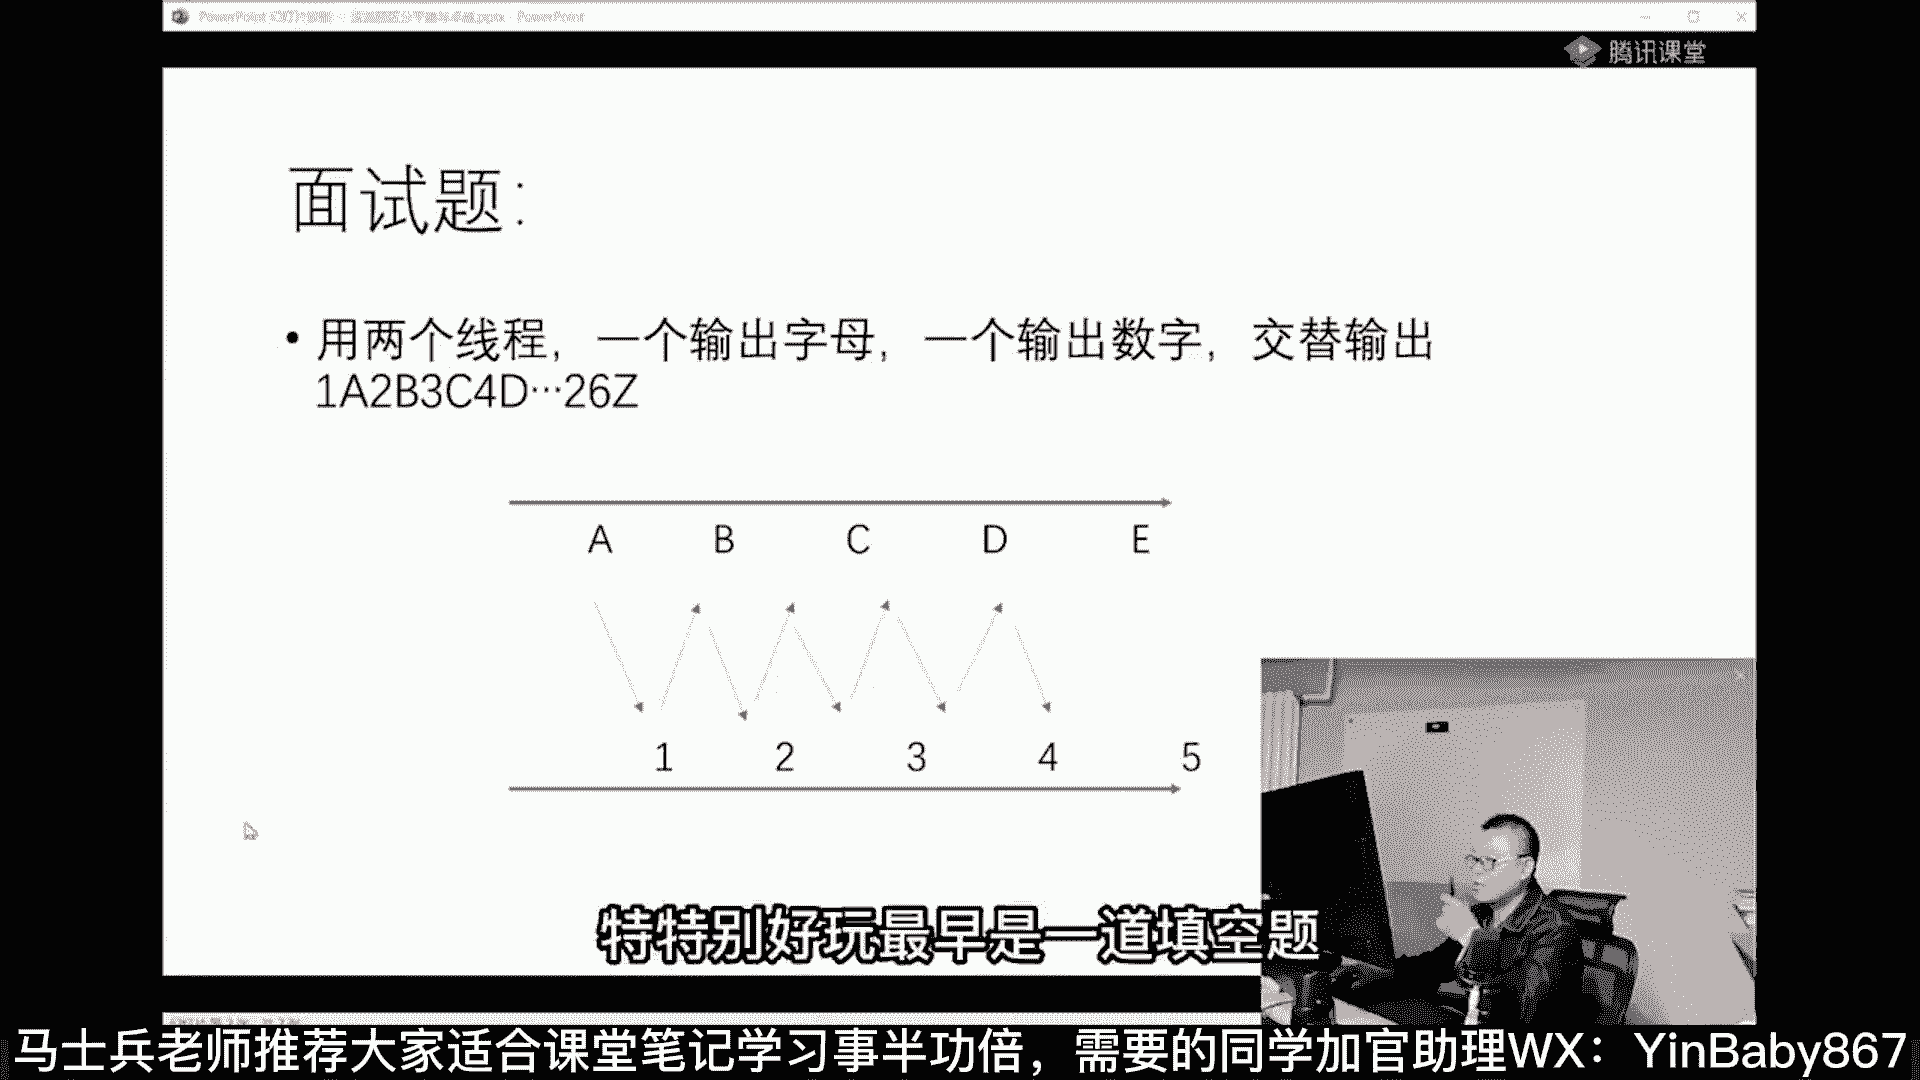 腾讯课堂
面试题：
• 用两个线程，一个输出字母，一个输出数字，交替输出
1A2B3C4D…26Z
A B C D E
1 2 3 4 5
特特别好玩最早是一道填空题
马士兵老师推荐大家适合课堂笔记学习事半功倍，需要的同学加官助理WX：YinBaby867